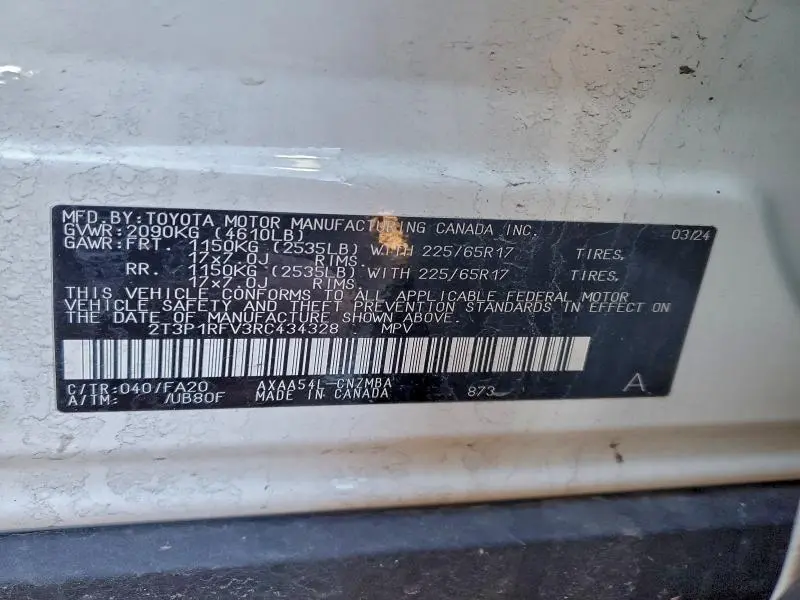 MFD. BY: TOYOTA MOTOR MANUFACTURING CANADA INC.
GVWR: 2090KG (4610LB) 03/24
GAWR: FRT. 1150KG (2535LB) WITH 225/65R17 TIRES,
17x7.0J RIMS.
RR. 1150KG (2535LB) WITH 225/65R17 TIRES,
17x7.0J RIMS.
THIS VEHICLE CONFORMS TO ALL APPLICABLE FEDERAL MOTOR
VEHICLE SAFETY AND THEFT PREVENTION STANDARDS IN EFFECT ON
THE DATE OF MANUFACTURE SHOWN ABOVE.
2T3P1RFV3RC434328 MPV
C/TR: 040/FA20 AXAA54L-CNZMBA
A/TM: /UB80F MADE IN CANADA 873 A